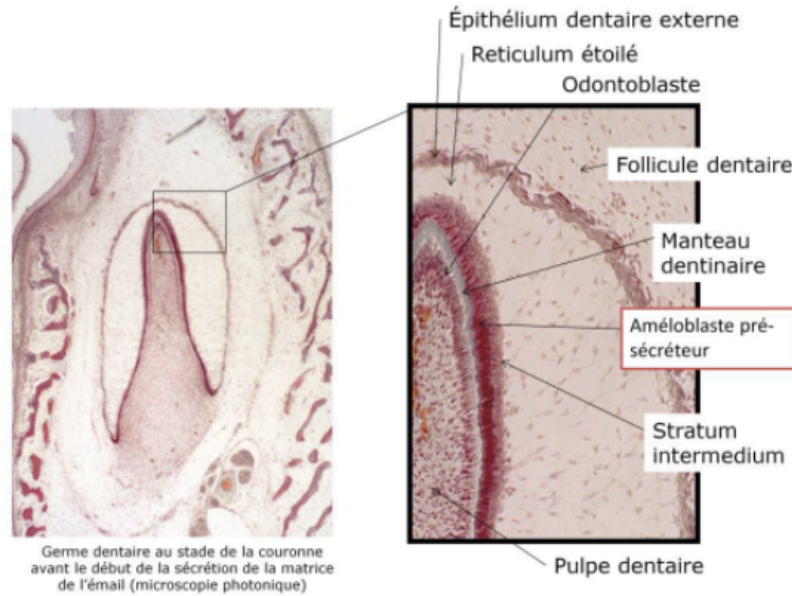 Épithélium dentaire externe
Reticulum étoilé
Odontoblaste
Follicule dentaire
Manteau
dentinaire
Améloblaste pré-
sécréteur
Stratum
intermedium
Pulpe dentaire
Germe dentaire au stade de la couronne
avant le début de la sécrétion de la matrice
de l'émail (microscopie photonique)